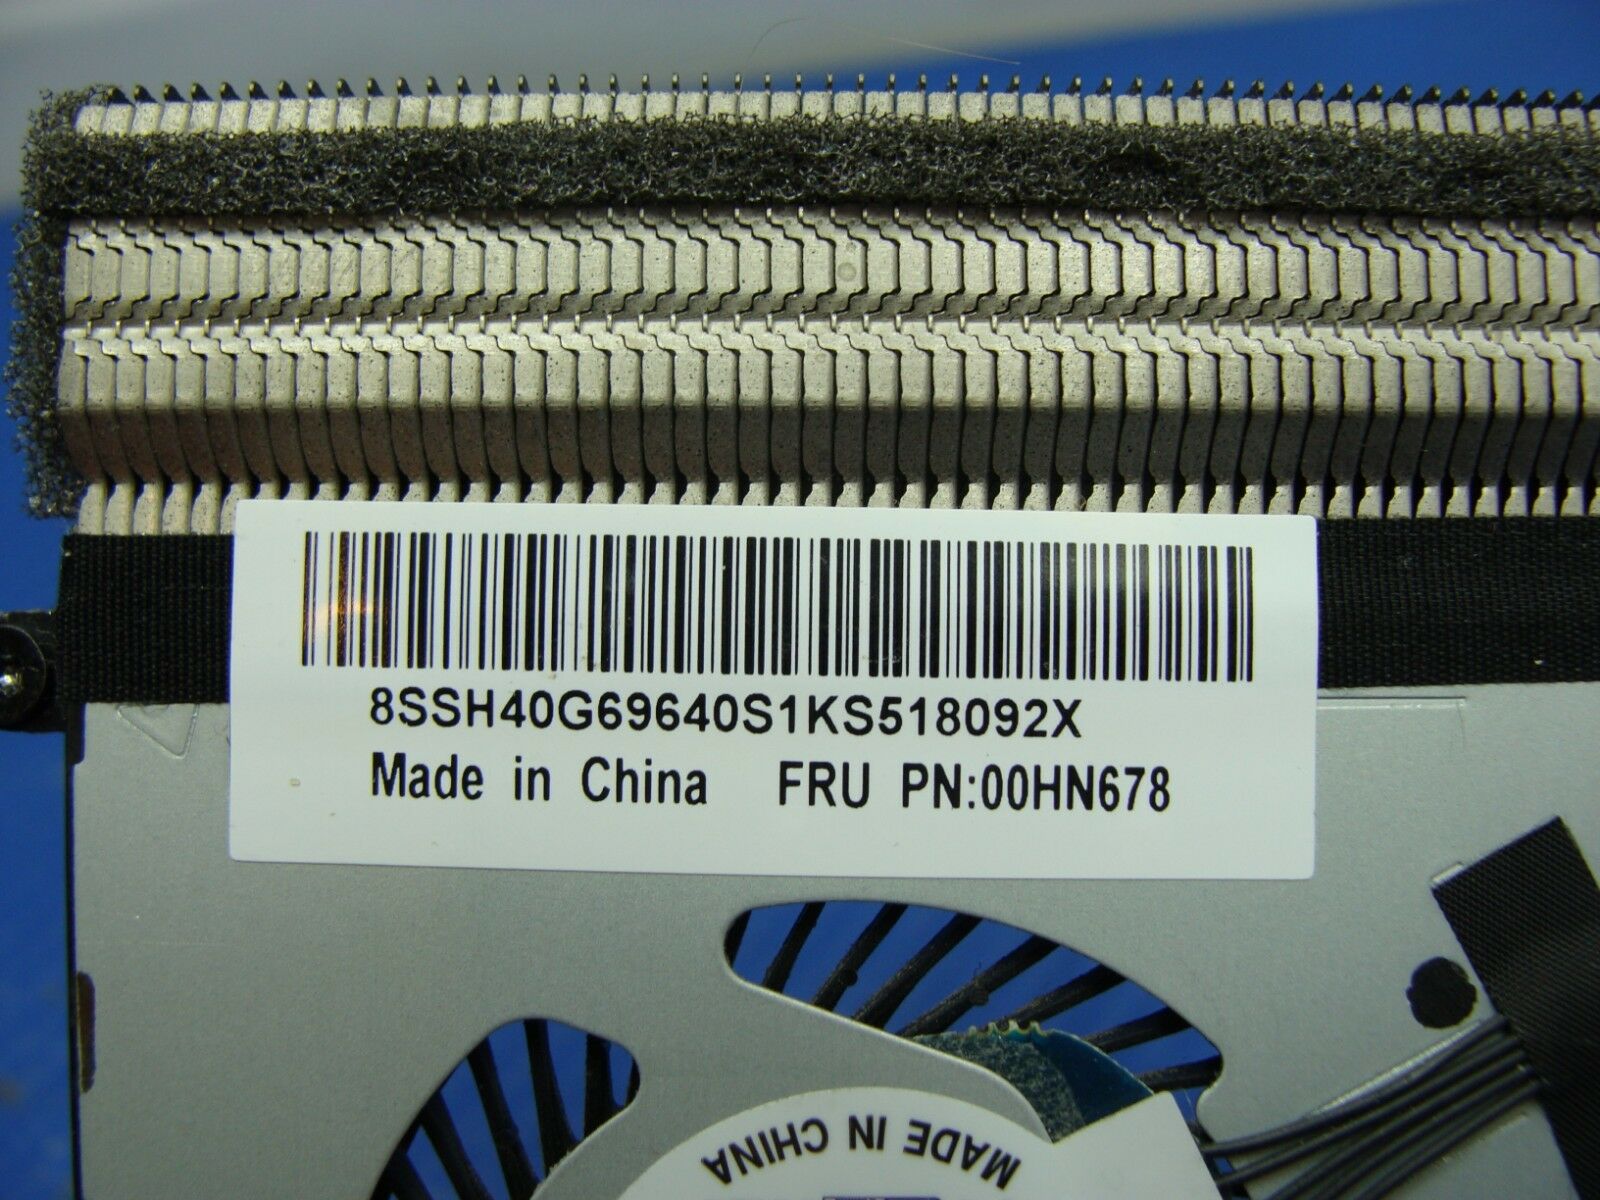 8SSH40G69640S1KS518092X
Made in China FRU PN:00HN678
MADE IN CHINA